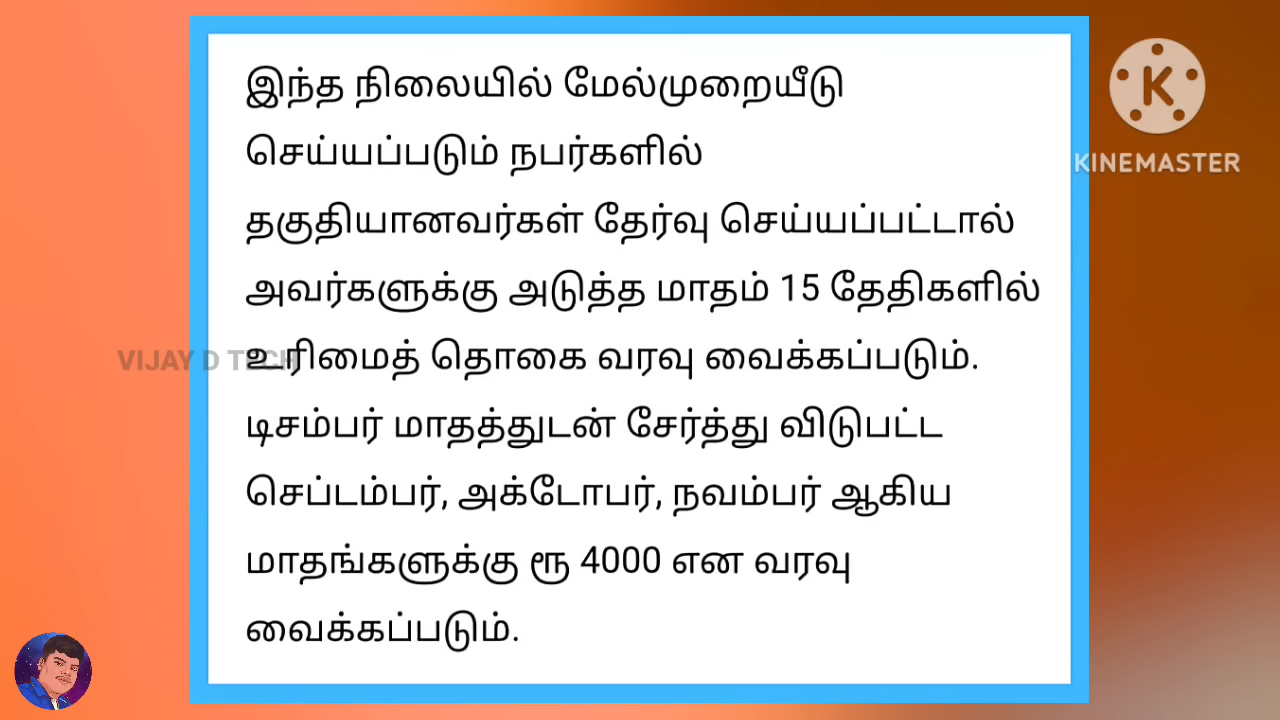 இந்த நிலையில் மேல்முறையீடு
செய்யப்படும் நபர்களில்
தகுதியானவர்கள் தேர்வு செய்யப்பட்டால்
அவர்களுக்கு அடுத்த மாதம் 15 தேதிகளில்
உரிமைத் தொகை வரவு வைக்கப்படும்.
டிசம்பர் மாதத்துடன் சேர்த்து விடுபட்ட
செப்டம்பர், அக்டோபர், நவம்பர் ஆகிய
மாதங்களுக்கு ரூ 4000 என வரவு
வைக்கப்படும்.
K
KINEMASTER
VIJAY D TECH